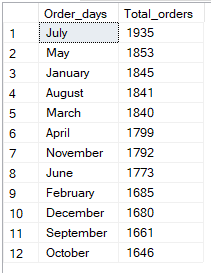 Order_days Total_orders
1 July 1935
2 May 1853
3 January 1845
4 August 1841
5 March 1840
6 April 1799
7 November 1792
8 June 1773
9 February 1685
10 December 1680
11 September 1661
12 October 1646